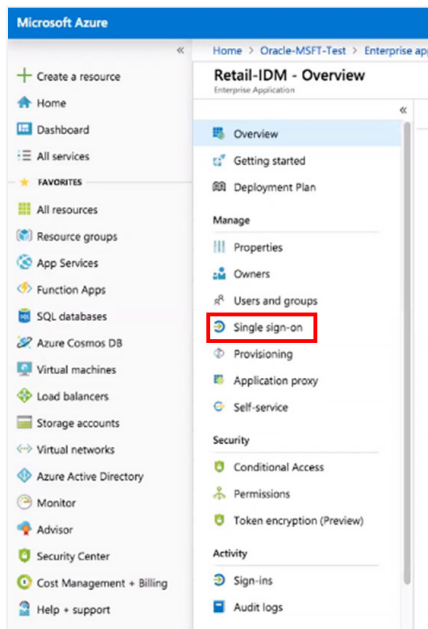 Microsoft Azure
«
Create a resource
Home
Dashboard
All services
FAVORITES
All resources
Resource groups
App Services
Function Apps
SQL databases
Azure Cosmos DB
Virtual machines
Load balancers
Storage accounts
Virtual networks
Azure Active Directory
Monitor
Advisor
Security Center
Cost Management + Billing
Help + support
Home > Oracle-MSFT-Test > Enterprise ap
Retail-IDM - Overview
Enterprise Application
«
Overview
Getting started
Deployment Plan
Manage
Properties
Owners
Users and groups
Single sign-on
Provisioning
Application proxy
Self-service
Security
Conditional Access
Permissions
Token encryption (Preview)
Activity
Sign-ins
Audit logs